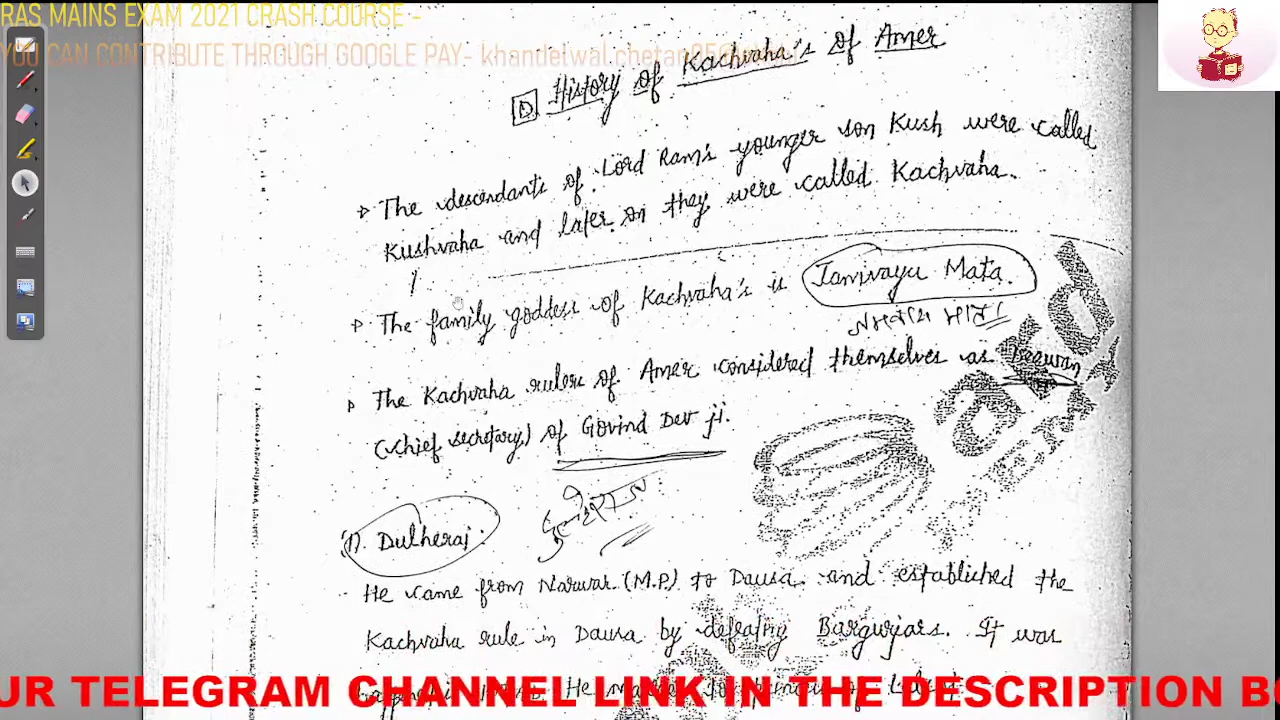 RAS MAINS EXAM 2021 CRASH COURSE -
YOU CAN CONTRIBUTE THROUGH GOOGLE PAY- khandelwal.chetan
D. History of Kachvaha's of Amer
The descendants of Lord Ram's younger son Kush were called
Kushvaha and later on they were called Kachvaha.
The family goddess of Kachvaha's is Jamvayu Mata.
The Kachvaha rulers of Amer considered themselves as Deewan
(chief secretary) of Govind Dev ji.
दुल्हेराय
(1). Dulheraj.
He came from Narwar (M.P) to Dausa. and established the
Kachvaha rule in Dausa by defeating Bargurjars. It was
UR TELEGRAM CHANNEL LINK IN THE DESCRIPTION B